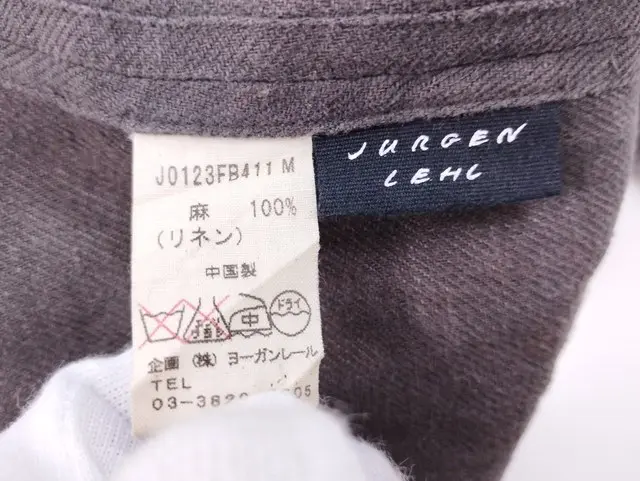 J0123FB411 M
麻 100%
(リネン)
中国製
中 ドライ
企画 (株) ヨーガンレール
TEL
JURGEN
LEHL